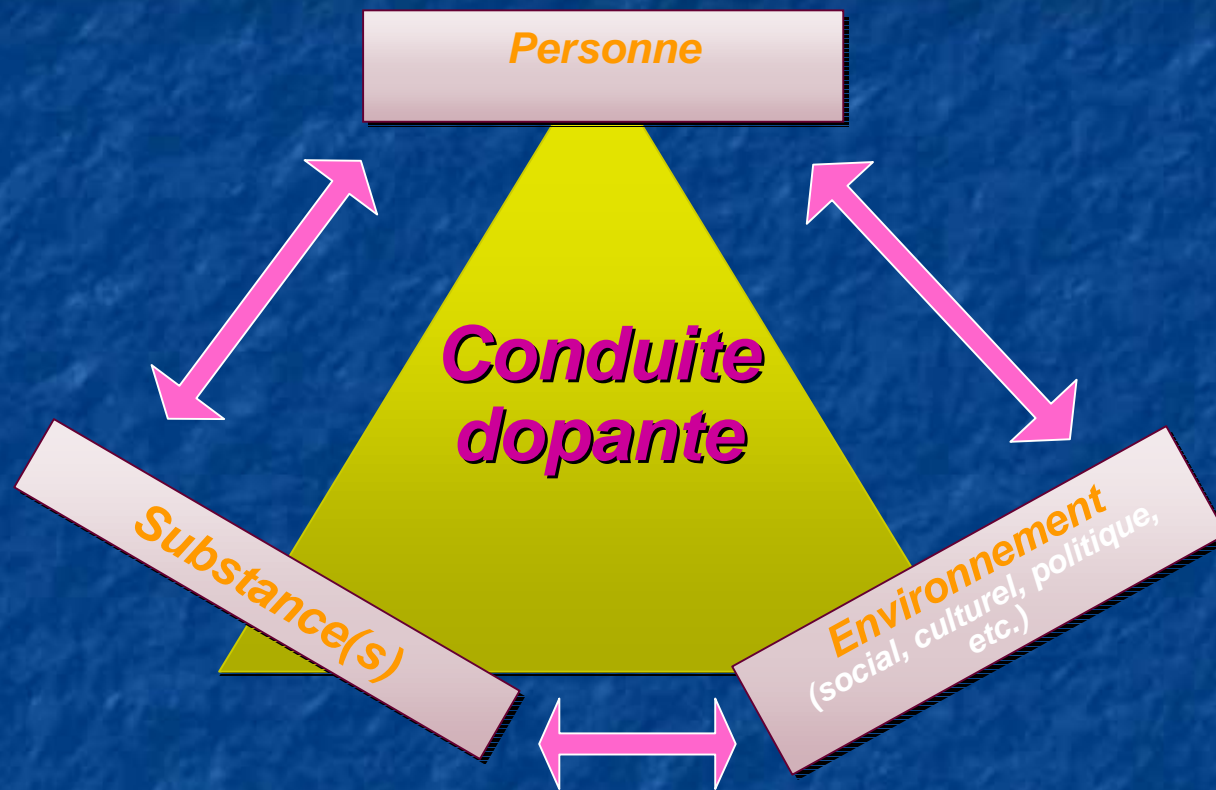 Personne
Conduite
dopante
Substance(s)
Environnement
(social, culturel, politique,
etc.)